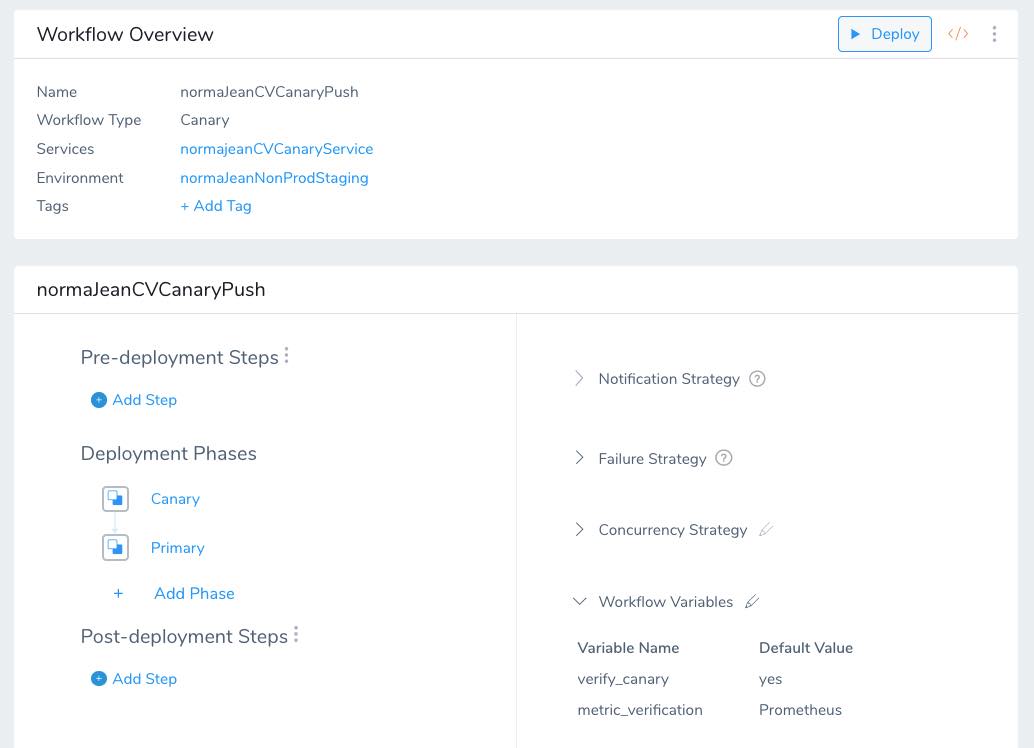 Workflow Overview
Deploy </>
Name normaJeanCVCanaryPush
Workflow Type Canary
Services normajeanCVCanaryService
Environment normaJeanNonProdStaging
Tags + Add Tag
normaJeanCVCanaryPush
Pre-deployment Steps
+ Add Step
Deployment Phases
Canary
Primary
+ Add Phase
Post-deployment Steps
+ Add Step
Notification Strategy ?
Failure Strategy ?
Concurrency Strategy
Workflow Variables
Variable Name Default Value
verify_canary yes
metric_verification Prometheus